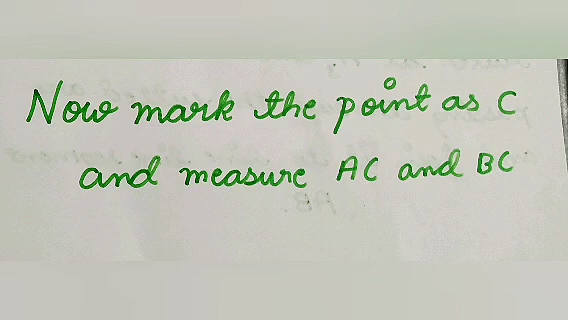 Now mark the point as C
and measure AC and BC